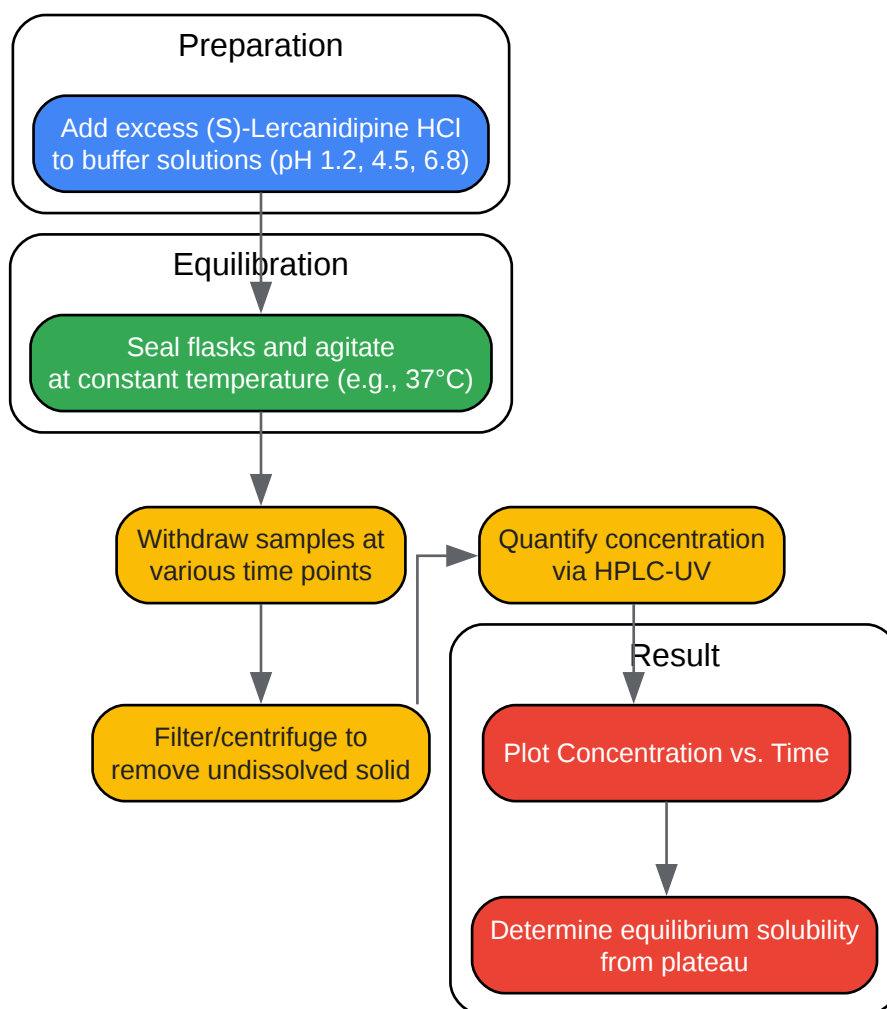 Preparation
Add excess (S)-Lercanidipine HCl
to buffer solutions (pH 1.2, 4.5, 6.8)
Equilibration
Seal flasks and agitate
at constant temperature (e.g., 37°C)
Withdraw samples at
various time points
Filter/centrifuge to
remove undissolved solid
Quantify concentration
via HPLC-UV
Result
Plot Concentration vs. Time
Determine equilibrium solubility
from plateau